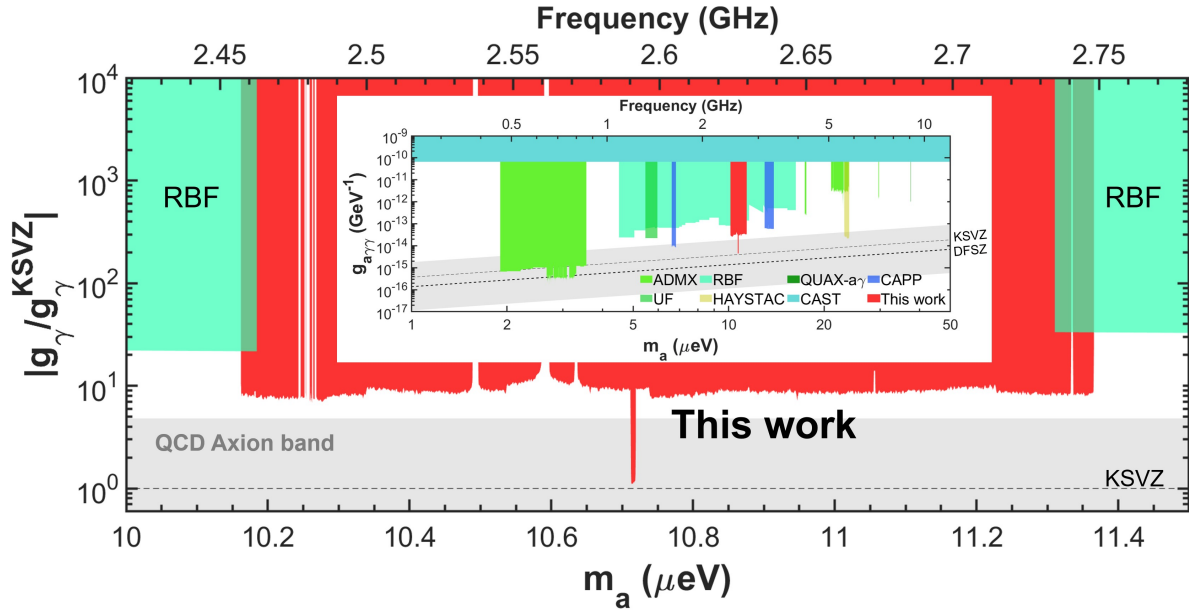 Frequency (GHz)
2.45 2.5 2.55 2.6 2.65 2.7 2.75
|g_γ/g_γ^KSVZ|
10^4
10^3
10^2
10^1
10^0
RBF
RBF
Frequency (GHz)
0.5 1 2 5 10
g_aγγ (GeV^-1)
10^-9
10^-10
10^-11
10^-12
10^-13
10^-14
10^-15
10^-16
10^-17
KSVZ
DFSZ
ADMX RBF QUAX-aγ CAPP
UF HAYSTAC CAST This work
1 2 5 10 20 50
m_a (μeV)
This work
QCD Axion band
KSVZ
10 10.2 10.4 10.6 10.8 11 11.2 11.4
m_a (μeV)